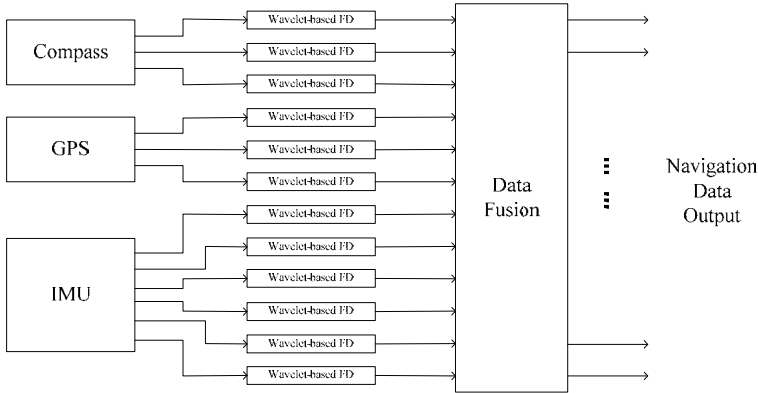 Compass
GPS
IMU
Wavelet-based FD
Wavelet-based FD
Wavelet-based FD
Wavelet-based FD
Wavelet-based FD
Wavelet-based FD
Wavelet-based FD
Wavelet-based FD
Wavelet-based FD
Wavelet-based FD
Wavelet-based FD
Wavelet-based FD
Data
Fusion
Navigation
Data
Output